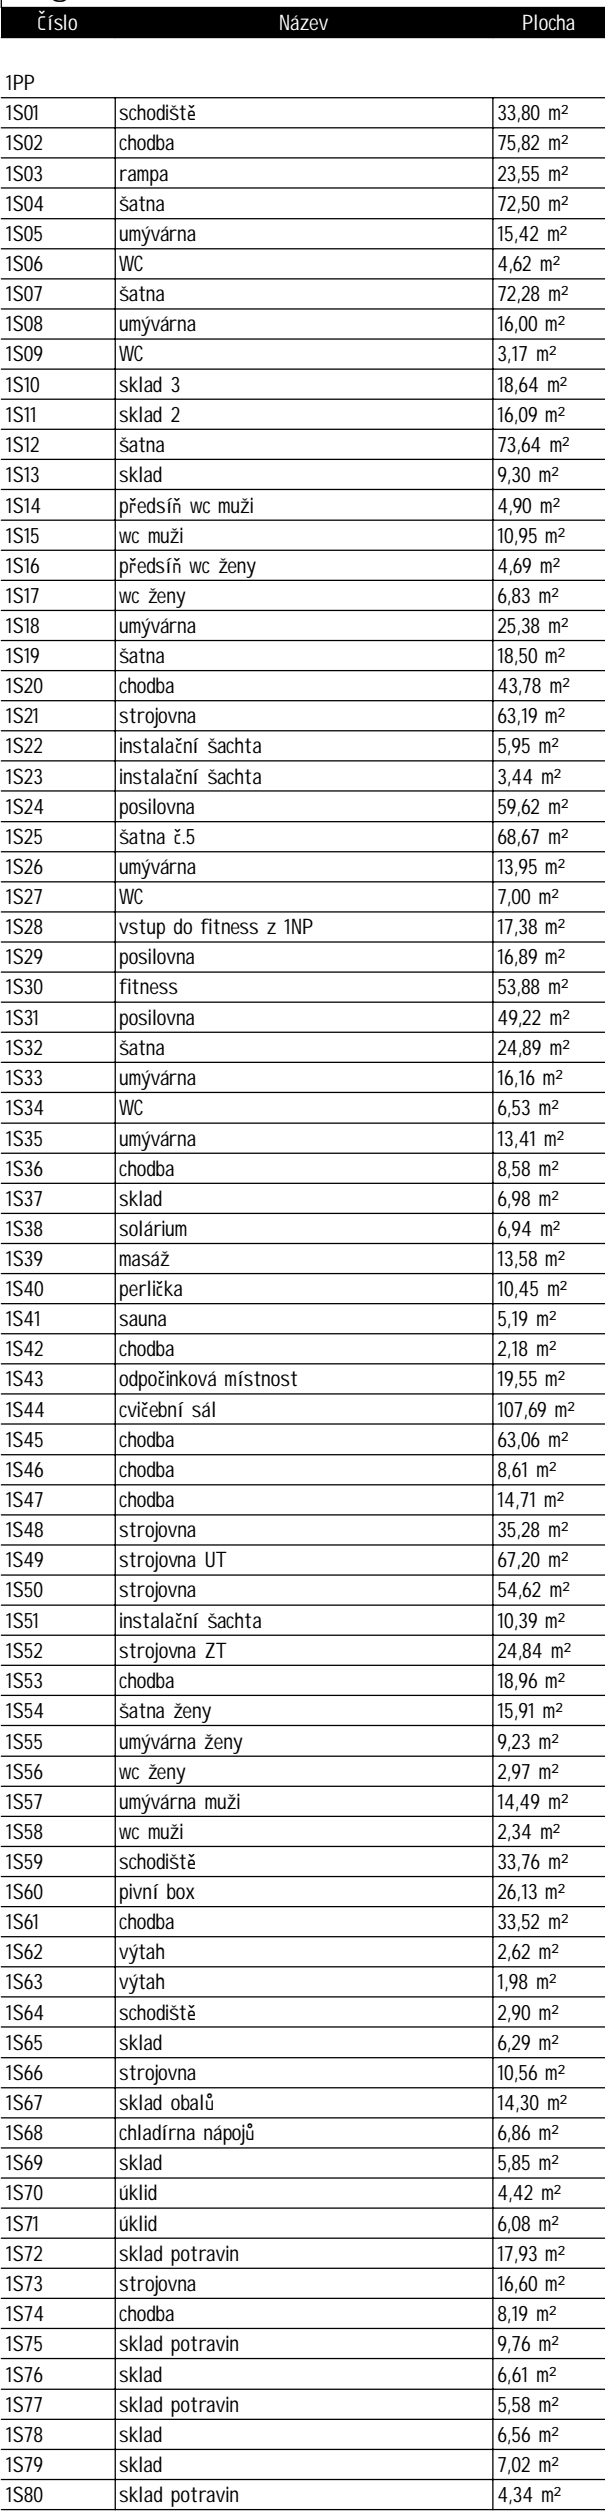 Číslo Název Plocha
1PP
1S01 schodiště 33,80 m²
1S02 chodba 75,82 m²
1S03 rampa 23,55 m²
1S04 šatna 72,50 m²
1S05 umývárna 15,42 m²
1S06 WC 4,62 m²
1S07 šatna 72,28 m²
1S08 umývárna 16,00 m²
1S09 WC 3,17 m²
1S10 sklad 3 18,64 m²
1S11 sklad 2 16,09 m²
1S12 šatna 73,64 m²
1S13 sklad 9,30 m²
1S14 předsíň wc muži 4,90 m²
1S15 wc muži 10,95 m²
1S16 předsíň wc ženy 4,69 m²
1S17 wc ženy 6,83 m²
1S18 umývárna 25,38 m²
1S19 šatna 18,50 m²
1S20 chodba 43,78 m²
1S21 strojovna 63,19 m²
1S22 instalační šachta 5,95 m²
1S23 instalační šachta 3,44 m²
1S24 posilovna 59,62 m²
1S25 šatna č.5 68,67 m²
1S26 umývárna 13,95 m²
1S27 WC 7,00 m²
1S28 vstup do fitness z 1NP 17,38 m²
1S29 posilovna 16,89 m²
1S30 fitness 53,88 m²
1S31 posilovna 49,22 m²
1S32 šatna 24,89 m²
1S33 umývárna 16,16 m²
1S34 WC 6,53 m²
1S35 umývárna 13,41 m²
1S36 chodba 8,58 m²
1S37 sklad 6,98 m²
1S38 solárium 6,94 m²
1S39 masáž 13,58 m²
1S40 perlička 10,45 m²
1S41 sauna 5,19 m²
1S42 chodba 2,18 m²
1S43 odpočinková místnost 19,55 m²
1S44 cvičební sál 107,69 m²
1S45 chodba 63,06 m²
1S46 chodba 8,61 m²
1S47 chodba 14,71 m²
1S48 strojovna 35,28 m²
1S49 strojovna UT 67,20 m²
1S50 strojovna 54,62 m²
1S51 instalační šachta 10,39 m²
1S52 strojovna ZT 24,84 m²
1S53 chodba 18,96 m²
1S54 šatna ženy 15,91 m²
1S55 umývárna ženy 9,23 m²
1S56 wc ženy 2,97 m²
1S57 umývárna muži 14,49 m²
1S58 wc muži 2,34 m²
1S59 schodiště 33,76 m²
1S60 pivní box 26,13 m²
1S61 chodba 33,52 m²
1S62 výtah 2,62 m²
1S63 výtah 1,98 m²
1S64 schodiště 2,90 m²
1S65 sklad 6,29 m²
1S66 strojovna 10,56 m²
1S67 sklad obalů 14,30 m²
1S68 chladírna nápojů 6,86 m²
1S69 sklad 5,85 m²
1S70 úklid 4,42 m²
1S71 úklid 6,08 m²
1S72 sklad potravin 17,93 m²
1S73 strojovna 16,60 m²
1S74 chodba 8,19 m²
1S75 sklad potravin 9,76 m²
1S76 sklad 6,61 m²
1S77 sklad potravin 5,58 m²
1S78 sklad 6,56 m²
1S79 sklad 7,02 m²
1S80 sklad potravin 4,34 m²